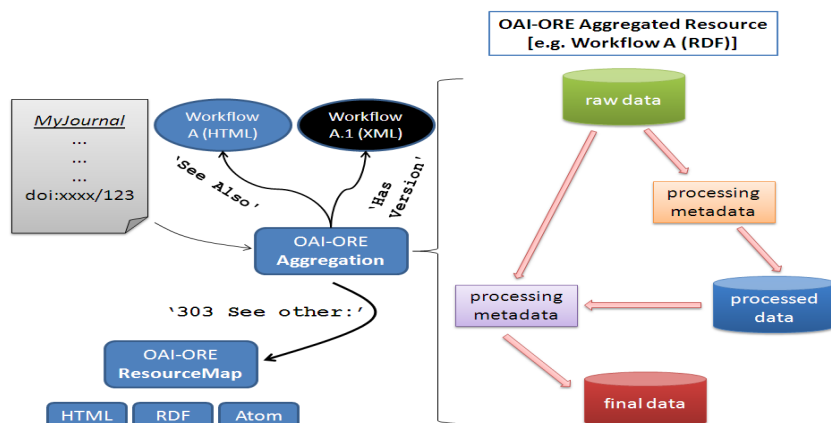 OAI-ORE Aggregated Resource
[e.g. Workflow A (RDF)]
MyJournal
...
...
...
doi:xxxx/123
Workflow
A (HTML)
Workflow
A.1 (XML)
‘See Also’
‘Has
Version’
OAI-ORE
Aggregation
‘303 See other:’
OAI-ORE
ResourceMap
HTML
RDF
Atom
raw data
processing
metadata
processed
data
processing
metadata
final data